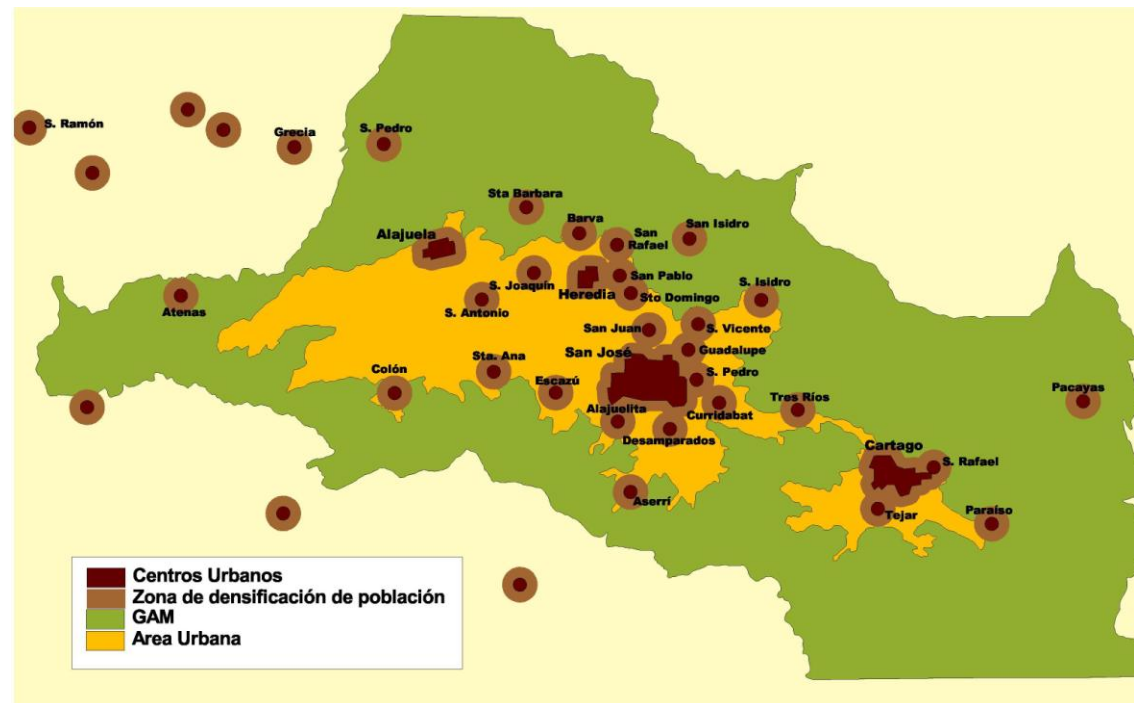 S. Ramón
Grecia
S. Pedro
Sta Barbara
Barva
San
Rafael
San Isidro
Alajuela
San Pablo
S. Joaquín
Heredia
Sto Domingo
S. Isidro
Atenas
S. Antonio
San Juan
S. Vicente
San José
Guadalupe
Sta. Ana
Colón
Escazú
S. Pedro
Pacayas
Tres Ríos
Alajuelita
Curridabat
Desamparados
Cartago
S. Rafael
Aserrí
Tejar
Paraíso
Centros Urbanos
Zona de densificación de población
GAM
Area Urbana